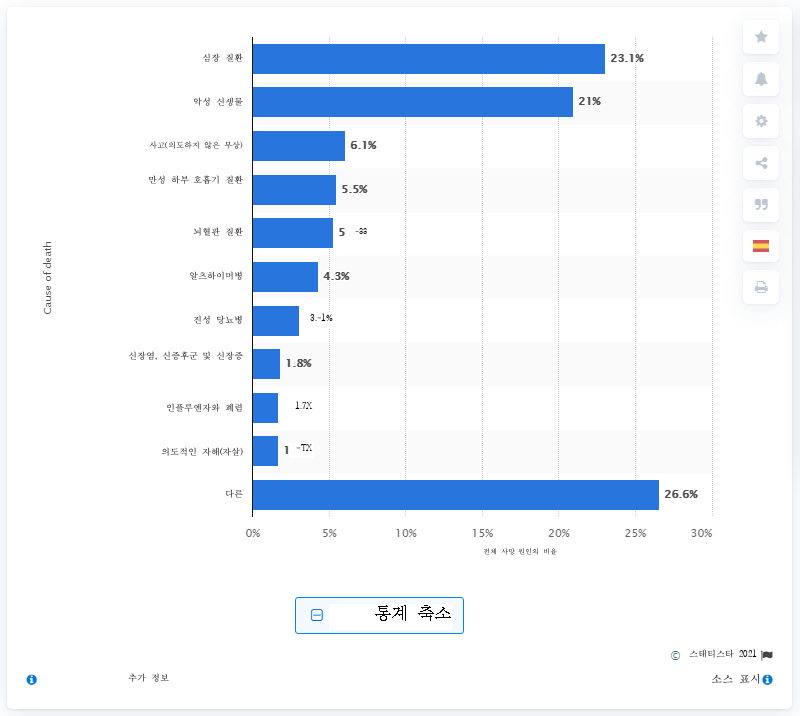 심장 질환
23.1%
악성 신생물
21%
사고(의도하지 않은 부상)
6.1%
만성 하부 호흡기 질환
5.5%
뇌혈관 질환
5
알츠하이머병
4.3%
진성 당뇨병
3.-1%
신장염, 신증후군 및 신장증
1.8%
인플루엔자와 폐렴
1.7X
의도적인 자해(자살)
1 -TX
다른
26.6%
Cause of death
0% 5% 10% 15% 20% 25% 30%
전체 사망 원인의 비율
통계 축소
© 스태티스타 2021
추가 정보
소스 표시